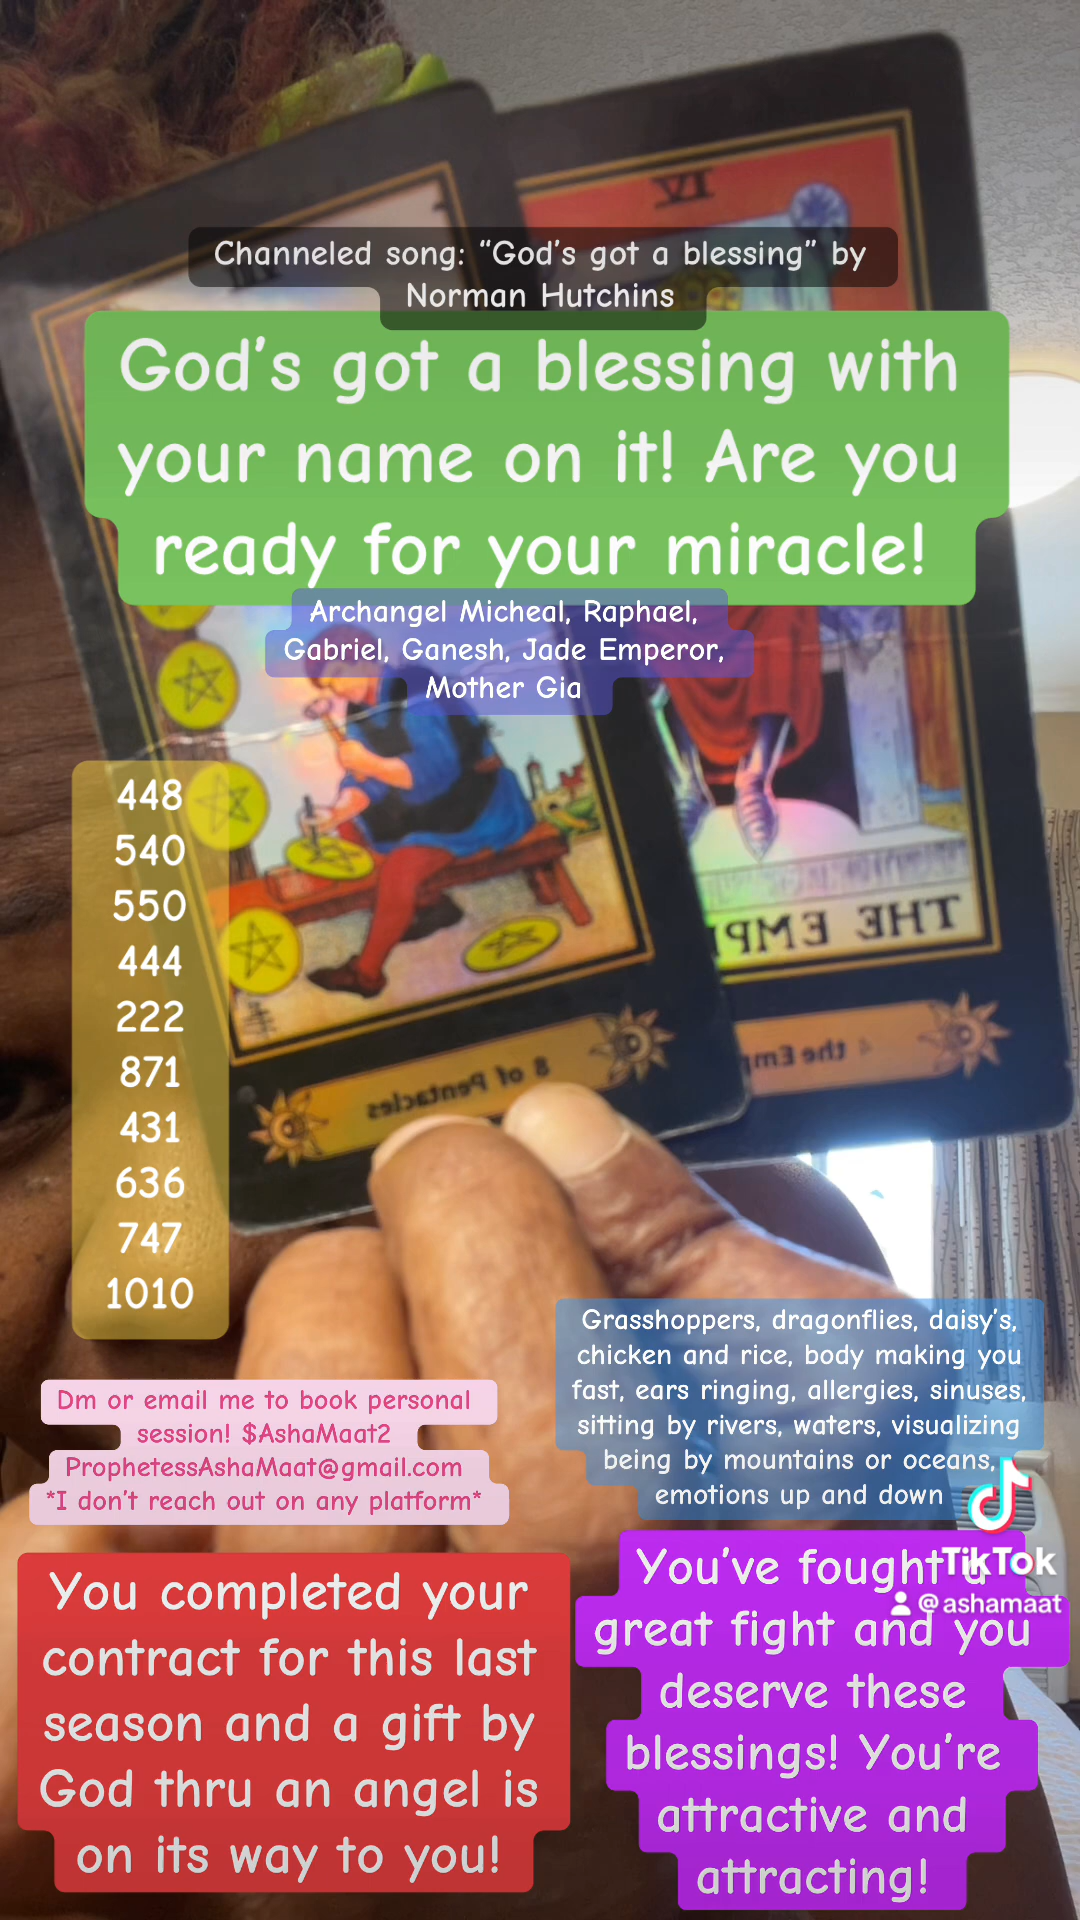 IV
Channeled song: “God’s got a blessing” by
Norman Hutchins
God’s got a blessing with
your name on it! Are you
ready for your miracle!
Archangel Micheal, Raphael,
Gabriel, Ganesh, Jade Emperor,
Mother Gia
448
540
550
444
222
871
431
636
747
1010
THE EMP
8 of Pentacles
4 the Emp
Grasshoppers, dragonflies, daisy’s,
chicken and rice, body making you
fast, ears ringing, allergies, sinuses,
sitting by rivers, waters, visualizing
being by mountains or oceans,
emotions up and down
Dm or email me to book personal
session! $AshaMaat2
ProphetessAshaMaat@gmail.com
*I don’t reach out on any platform*
You completed your
contract for this last
season and a gift by
God thru an angel is
on its way to you!
You’ve fought a
great fight and you
deserve these
blessings! You’re
attractive and
attracting!
TikTok
@ashamaat